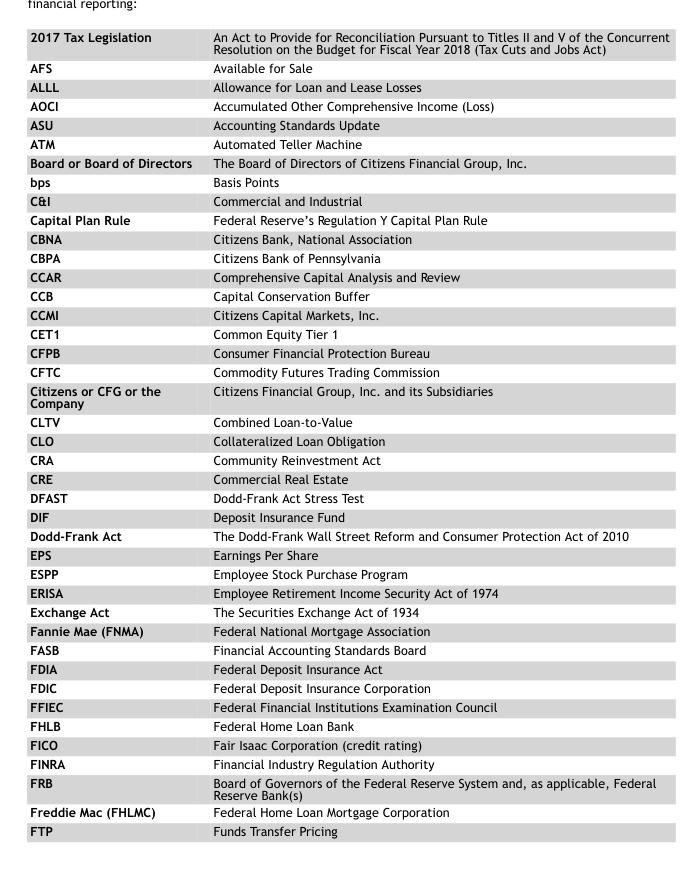 financial reporting:
2017 Tax Legislation An Act to Provide for Reconciliation Pursuant to Titles II and V of the Concurrent
Resolution on the Budget for Fiscal Year 2018 (Tax Cuts and Jobs Act)
AFS Available for Sale
ALLL Allowance for Loan and Lease Losses
AOCI Accumulated Other Comprehensive Income (Loss)
ASU Accounting Standards Update
ATM Automated Teller Machine
Board or Board of Directors The Board of Directors of Citizens Financial Group, Inc.
bps Basis Points
C&I Commercial and Industrial
Capital Plan Rule Federal Reserve’s Regulation Y Capital Plan Rule
CBNA Citizens Bank, National Association
CBPA Citizens Bank of Pennsylvania
CCAR Comprehensive Capital Analysis and Review
CCB Capital Conservation Buffer
CCMI Citizens Capital Markets, Inc.
CET1 Common Equity Tier 1
CFPB Consumer Financial Protection Bureau
CFTC Commodity Futures Trading Commission
Citizens or CFG or the Citizens Financial Group, Inc. and its Subsidiaries
Company
CLTV Combined Loan-to-Value
CLO Collateralized Loan Obligation
CRA Community Reinvestment Act
CRE Commercial Real Estate
DFAST Dodd-Frank Act Stress Test
DIF Deposit Insurance Fund
Dodd-Frank Act The Dodd-Frank Wall Street Reform and Consumer Protection Act of 2010
EPS Earnings Per Share
ESPP Employee Stock Purchase Program
ERISA Employee Retirement Income Security Act of 1974
Exchange Act The Securities Exchange Act of 1934
Fannie Mae (FNMA) Federal National Mortgage Association
FASB Financial Accounting Standards Board
FDIA Federal Deposit Insurance Act
FDIC Federal Deposit Insurance Corporation
FFIEC Federal Financial Institutions Examination Council
FHLB Federal Home Loan Bank
FICO Fair Isaac Corporation (credit rating)
FINRA Financial Industry Regulation Authority
FRB Board of Governors of the Federal Reserve System and, as applicable, Federal
Reserve Bank(s)
Freddie Mac (FHLMC) Federal Home Loan Mortgage Corporation
FTP Funds Transfer Pricing